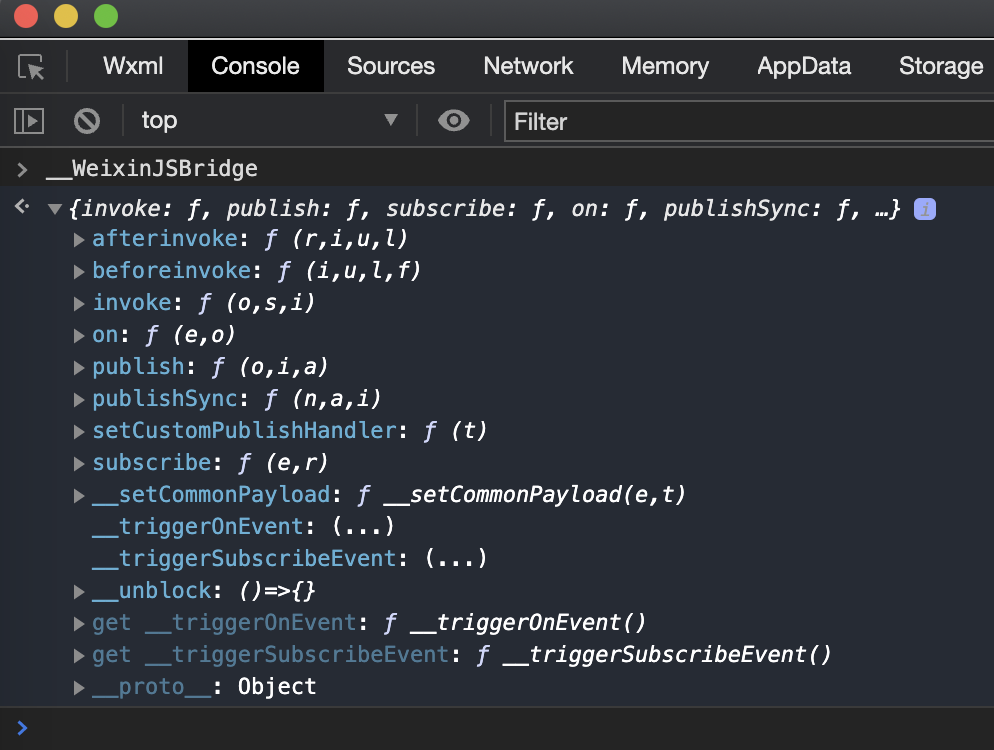 Wxml Console Sources Network Memory AppData Storage
top Filter
__WeixinJSBridge
{invoke: ƒ, publish: ƒ, subscribe: ƒ, on: ƒ, publishSync: ƒ, …} i
afterinvoke: ƒ (r,i,u,l)
beforeinvoke: ƒ (i,u,l,f)
invoke: ƒ (o,s,i)
on: ƒ (e,o)
publish: ƒ (o,i,a)
publishSync: ƒ (n,a,i)
setCustomPublishHandler: ƒ (t)
subscribe: ƒ (e,r)
__setCommonPayload: ƒ __setCommonPayload(e,t)
__triggerOnEvent: (...)
__triggerSubscribeEvent: (...)
__unblock: ()=>{}
get __triggerOnEvent: ƒ __triggerOnEvent()
get __triggerSubscribeEvent: ƒ __triggerSubscribeEvent()
__proto__: Object